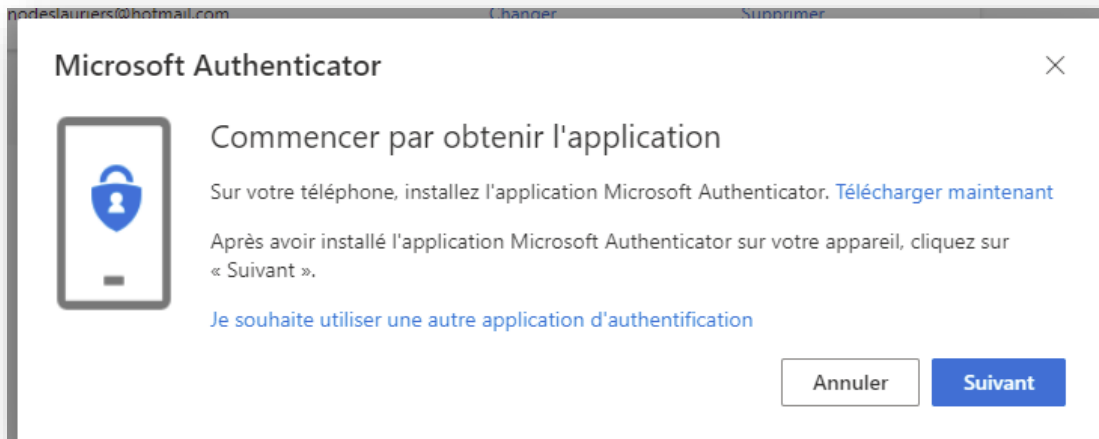 nodeslauriers@hotmail.com Changer Supprimer
Microsoft Authenticator
Commencer par obtenir l'application
Sur votre téléphone, installez l'application Microsoft Authenticator. Télécharger maintenant
Après avoir installé l'application Microsoft Authenticator sur votre appareil, cliquez sur
« Suivant ».
Je souhaite utiliser une autre application d'authentification
Annuler Suivant